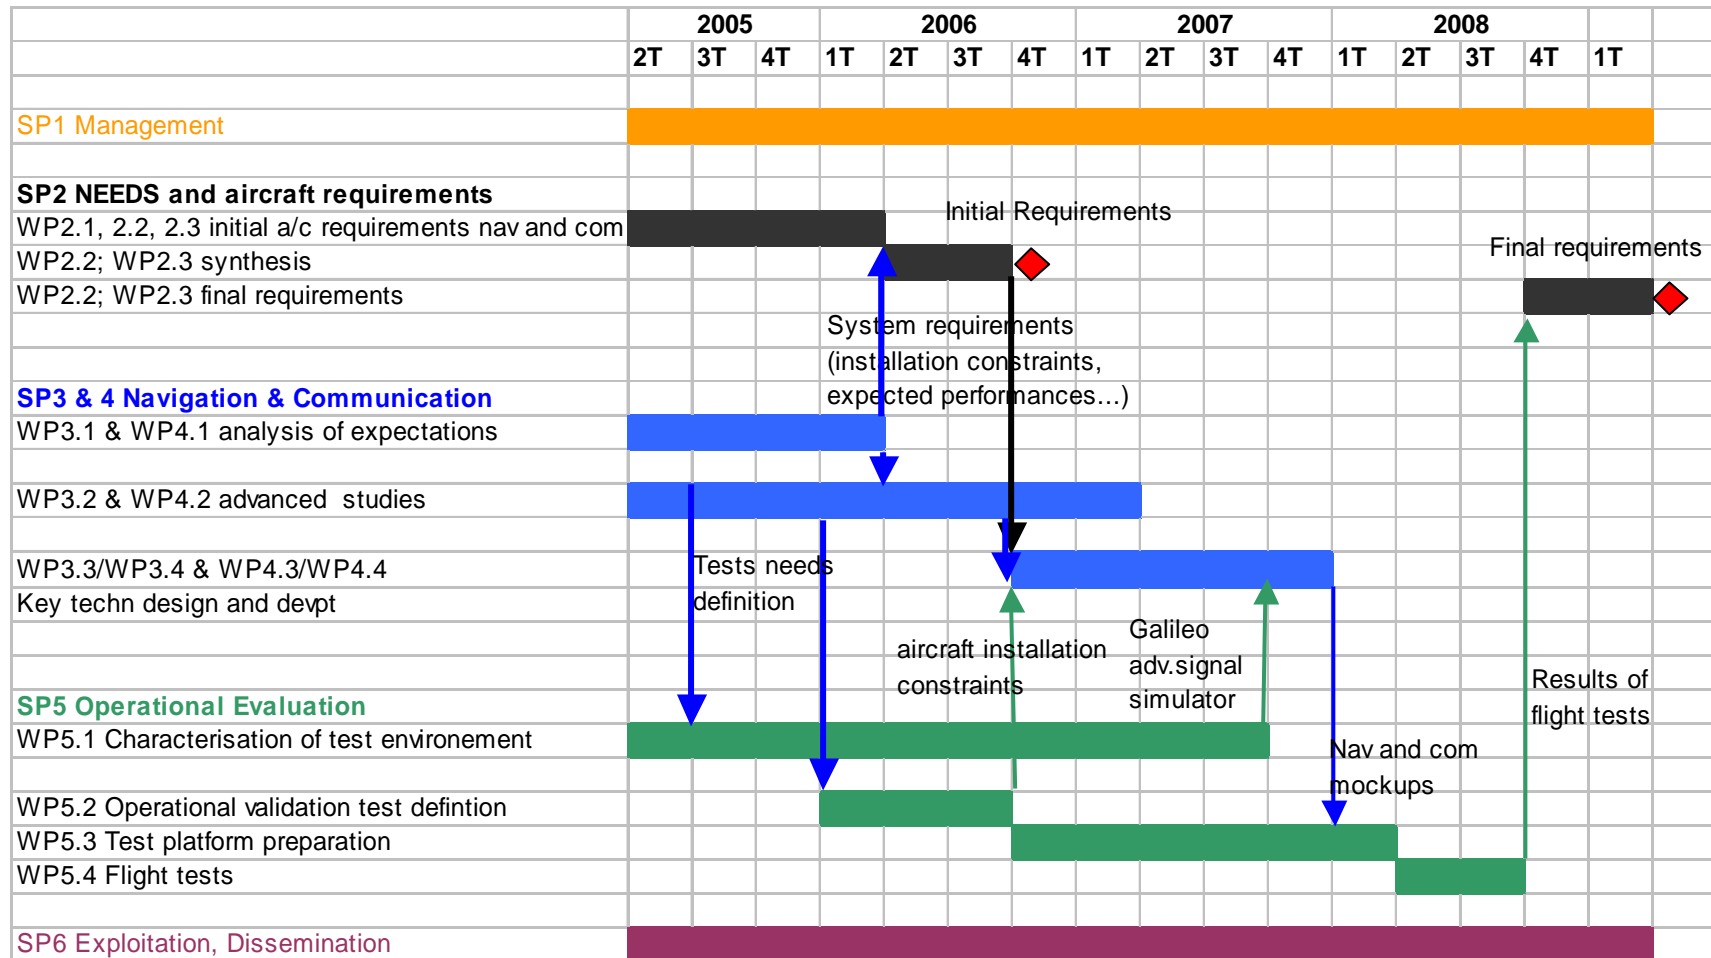 2005 2006 2007 2008
2T 3T 4T 1T 2T 3T 4T 1T 2T 3T 4T 1T 2T 3T 4T 1T
SP1 Management
SP2 NEEDS and aircraft requirements
Initial Requirements
WP2.1, 2.2, 2.3 initial a/c requirements nav and com
Final requirements
WP2.2; WP2.3 synthesis
WP2.2; WP2.3 final requirements
System requirements
(installation constraints,
expected performances...)
SP3 & 4 Navigation & Communication
WP3.1 & WP4.1 analysis of expectations
WP3.2 & WP4.2 advanced studies
WP3.3/WP3.4 & WP4.3/WP4.4
Key techn design and devpt
Tests needs
definition
aircraft installation
constraints
Galileo
adv.signal
simulator
Results of
flight tests
SP5 Operational Evaluation
WP5.1 Characterisation of test environement
Nav and com
mockups
WP5.2 Operational validation test defintion
WP5.3 Test platform preparation
WP5.4 Flight tests
SP6 Exploitation, Dissemination